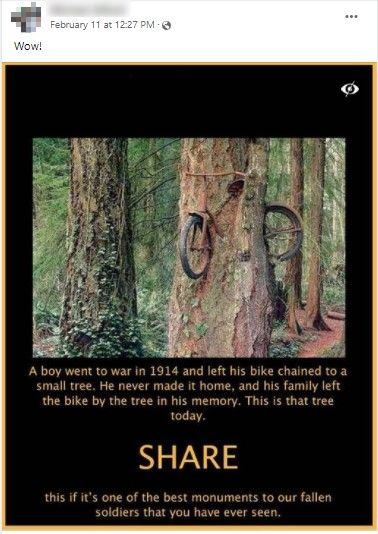 February 11 at 12:27 PM ·
Wow!
A boy went to war in 1914 and left his bike chained to a
small tree. He never made it home, and his family left
the bike by the tree in his memory. This is that tree
today.
SHARE
this if it's one of the best monuments to our fallen
soldiers that you have ever seen.